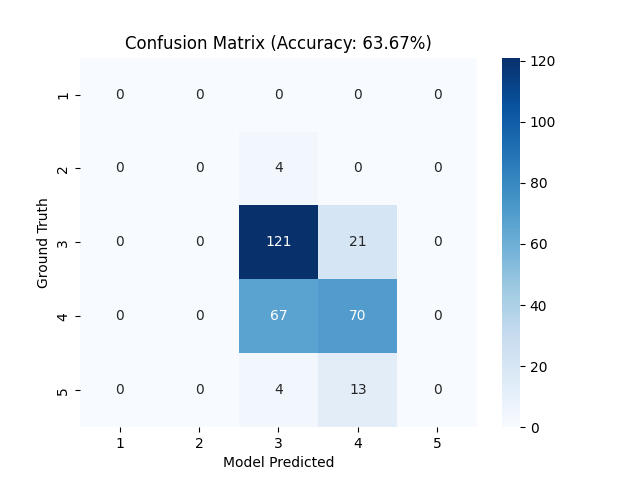 Confusion Matrix (Accuracy: 63.67%)
Ground Truth
1 0 0 0 0 0
2 0 0 4 0 0
3 0 0 121 21 0
4 0 0 67 70 0
5 0 0 4 13 0
1 2 3 4 5
Model Predicted
120
100
80
60
40
20
0